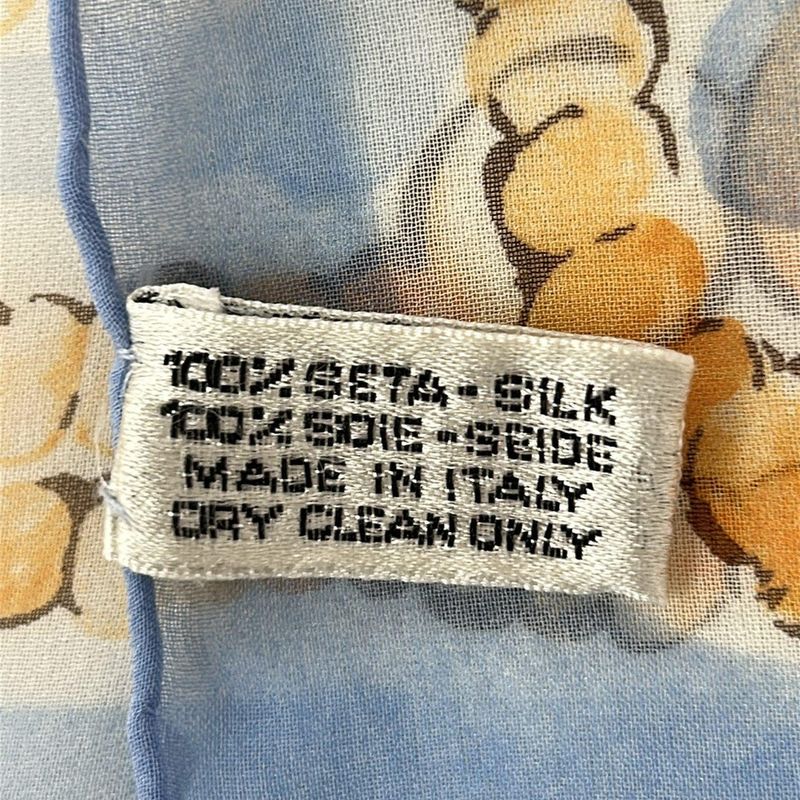 100% SETA - SILK
100% SOIE - SEIDE
MADE IN ITALY
DRY CLEAN ONLY